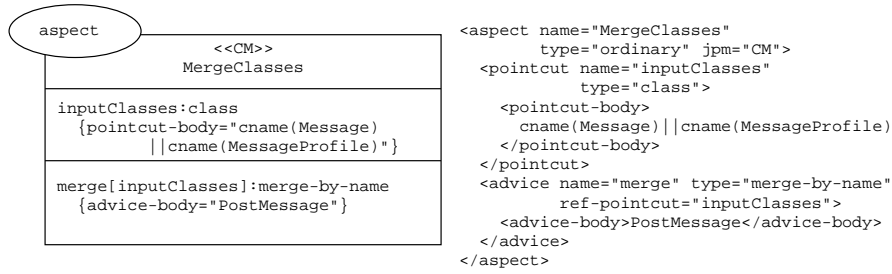 aspect
<<CM>>
MergeClasses
inputClasses:class
{pointcut-body="cname(Message)
||cname(MessageProfile)"}
merge[inputClasses]:merge-by-name
{advice-body="PostMessage"}
<aspect name="MergeClasses"
type="ordinary" jpm="CM">
<pointcut name="inputClasses"
type="class">
<pointcut-body>
cname(Message)||cname(MessageProfile)
</pointcut-body>
</pointcut>
<advice name="merge" type="merge-by-name"
ref-pointcut="inputClasses">
<advice-body>PostMessage</advice-body>
</advice>
</aspect>